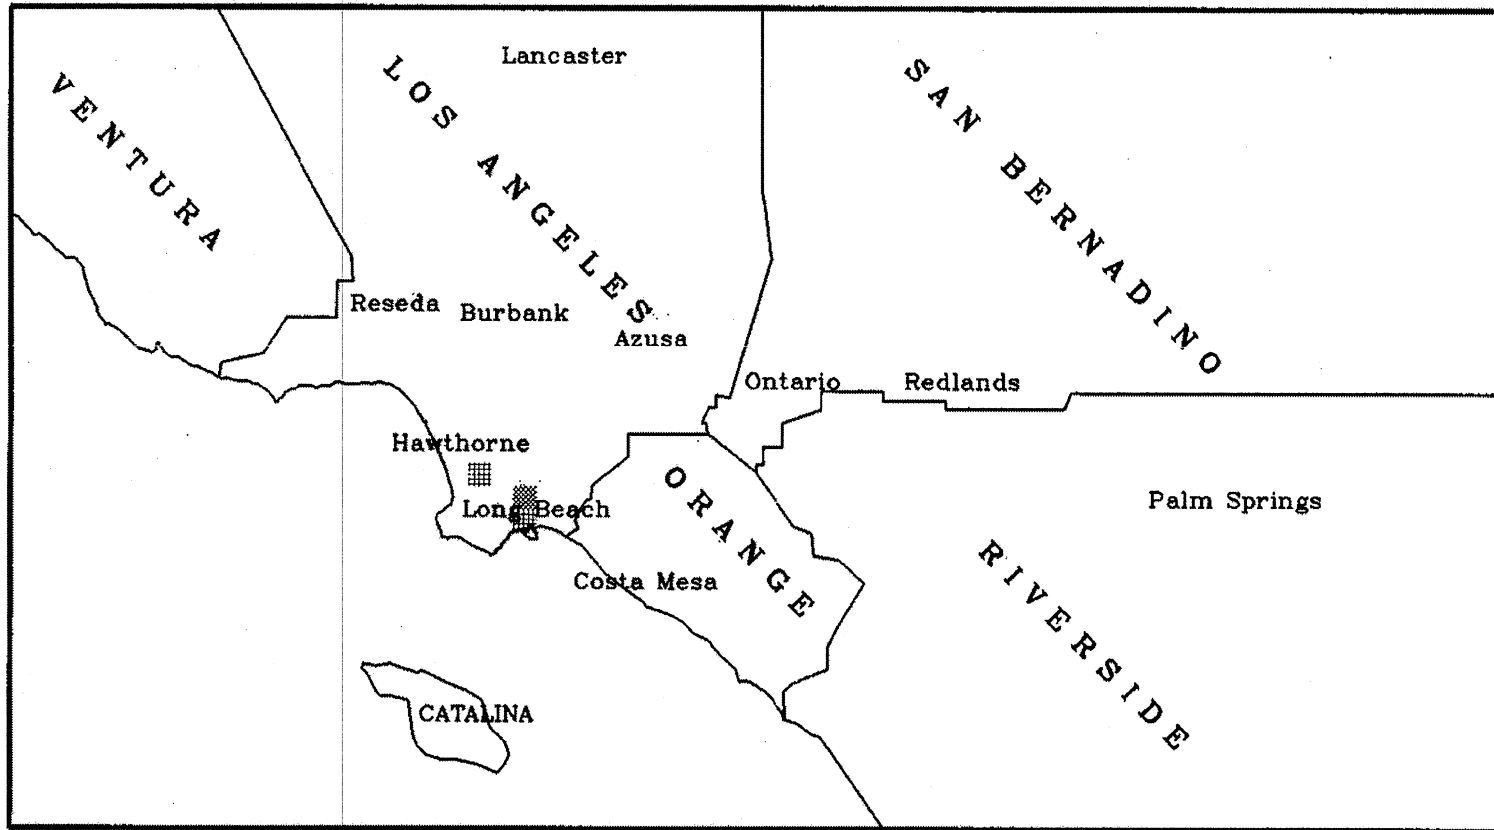 Lancaster
VENTURA
LOS ANGELES
SAN BERNADINO
Reseda
Burbank
Azusa
Ontario
Redlands
Hawthorne
ORANGE
Long Beach
Palm Springs
Costa Mesa
RIVERSIDE
CATALINA